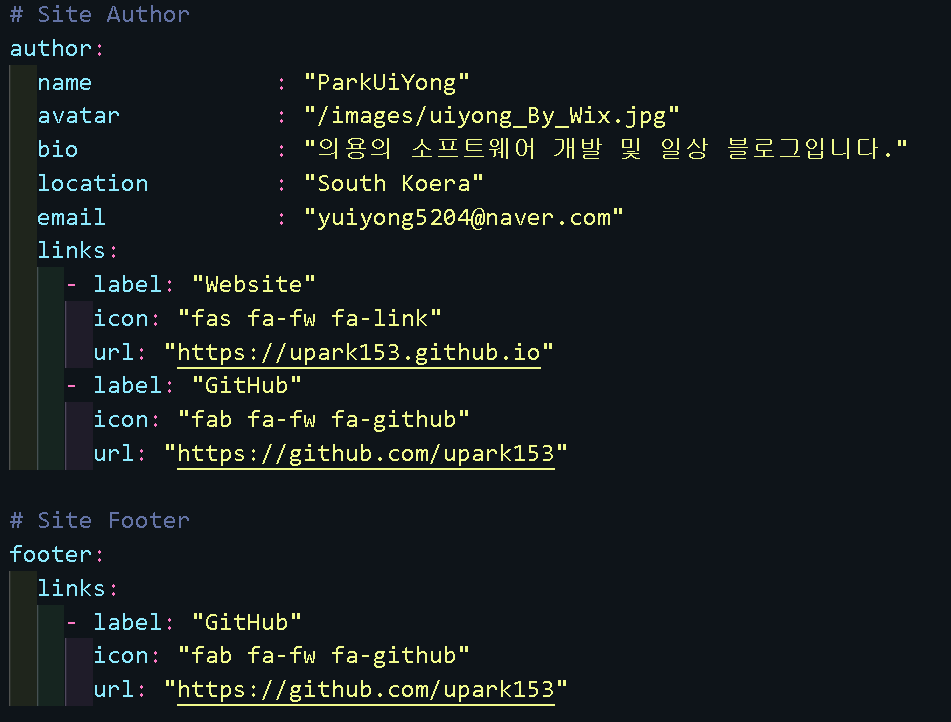 # Site Author
author:
name : "ParkUiYong"
avatar : "/images/uiyong_By_Wix.jpg"
bio : "의용의 소프트웨어 개발 및 일상 블로그입니다."
location : "South Koera"
email : "yuiyong5204@naver.com"
links:
- label: "Website"
icon: "fas fa-fw fa-link"
url: "https://upark153.github.io"
- label: "GitHub"
icon: "fab fa-fw fa-github"
url: "https://github.com/upark153"
# Site Footer
footer:
links:
- label: "GitHub"
icon: "fab fa-fw fa-github"
url: "https://github.com/upark153"